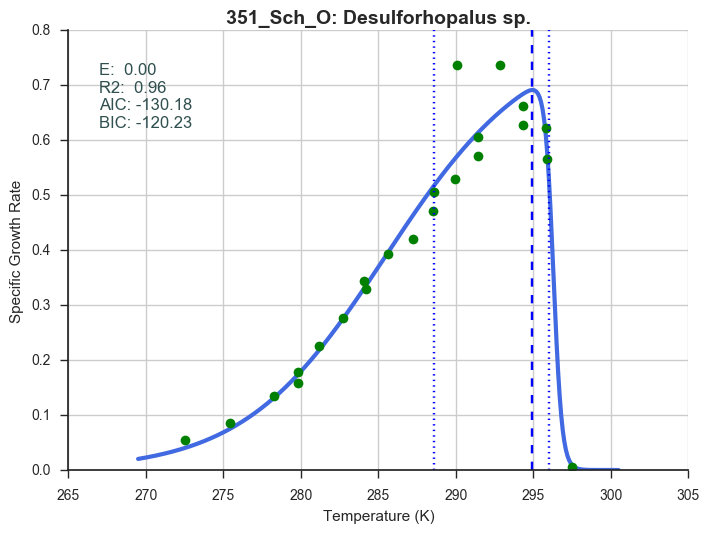 351_Sch_O: Desulforhopalus sp.
E:  0.00
R2:  0.96
AIC: -130.18
BIC: -120.23
Specific Growth Rate
0.8
0.7
0.6
0.5
0.4
0.3
0.2
0.1
0.0
265 270 275 280 285 290 295 300 305
Temperature (K)